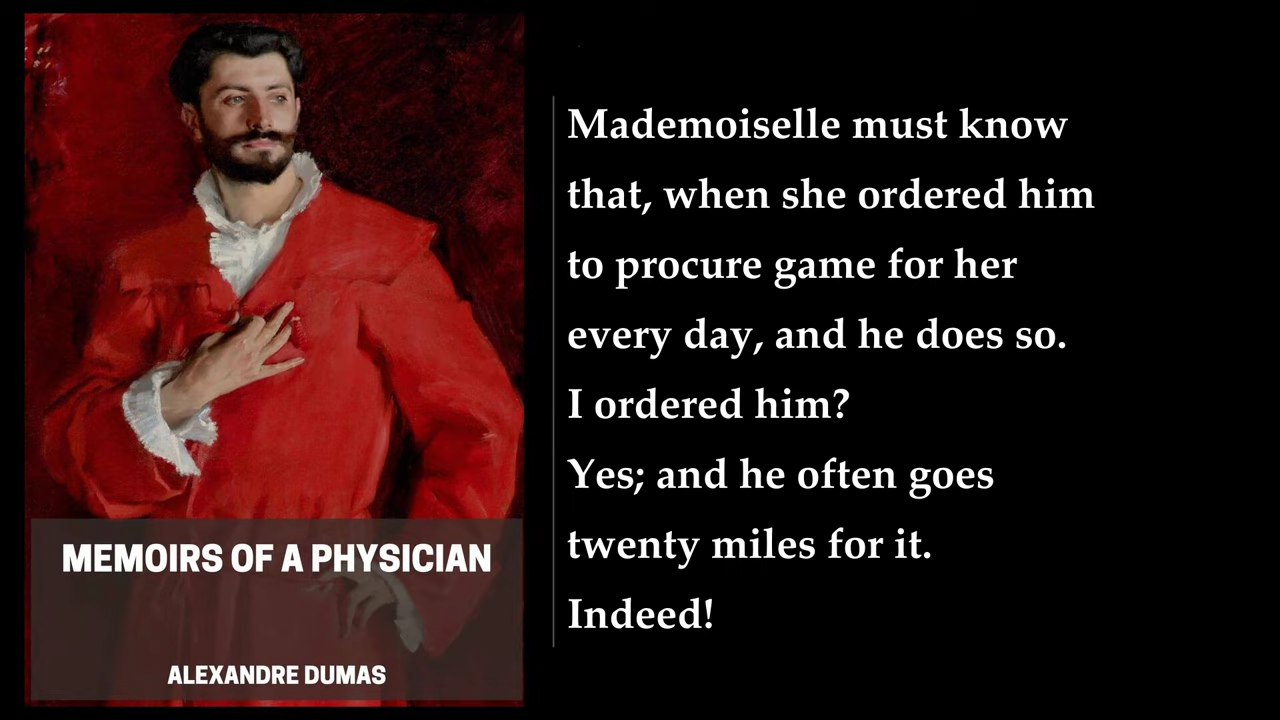 MEMOIRS OF A PHYSICIAN
ALEXANDRE DUMAS
Mademoiselle must know
that, when she ordered him
to procure game for her
every day, and he does so.
I ordered him?
Yes; and he often goes
twenty miles for it.
Indeed!